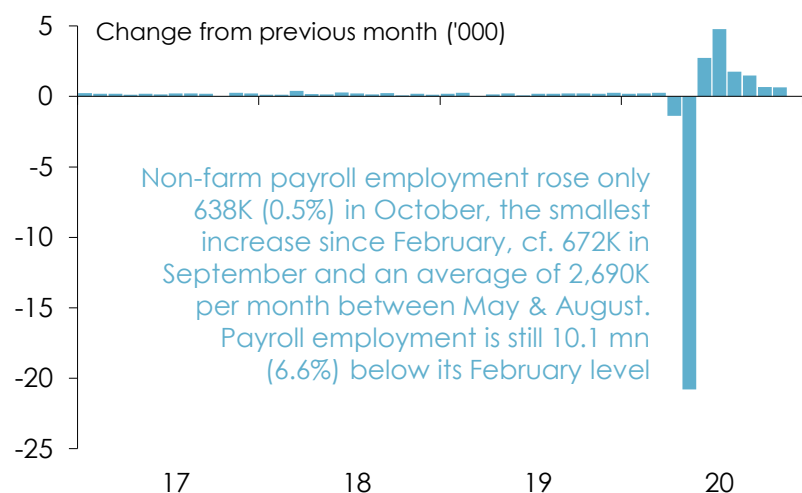 Change from previous month ('000)
5
0
-5
-10
-15
-20
-25
Non-farm payroll employment rose only
638K (0.5%) in October, the smallest
increase since February, cf. 672K in
September and an average of 2,690K
per month between May & August.
Payroll employment is still 10.1 mn
(6.6%) below its February level
17 18 19 20